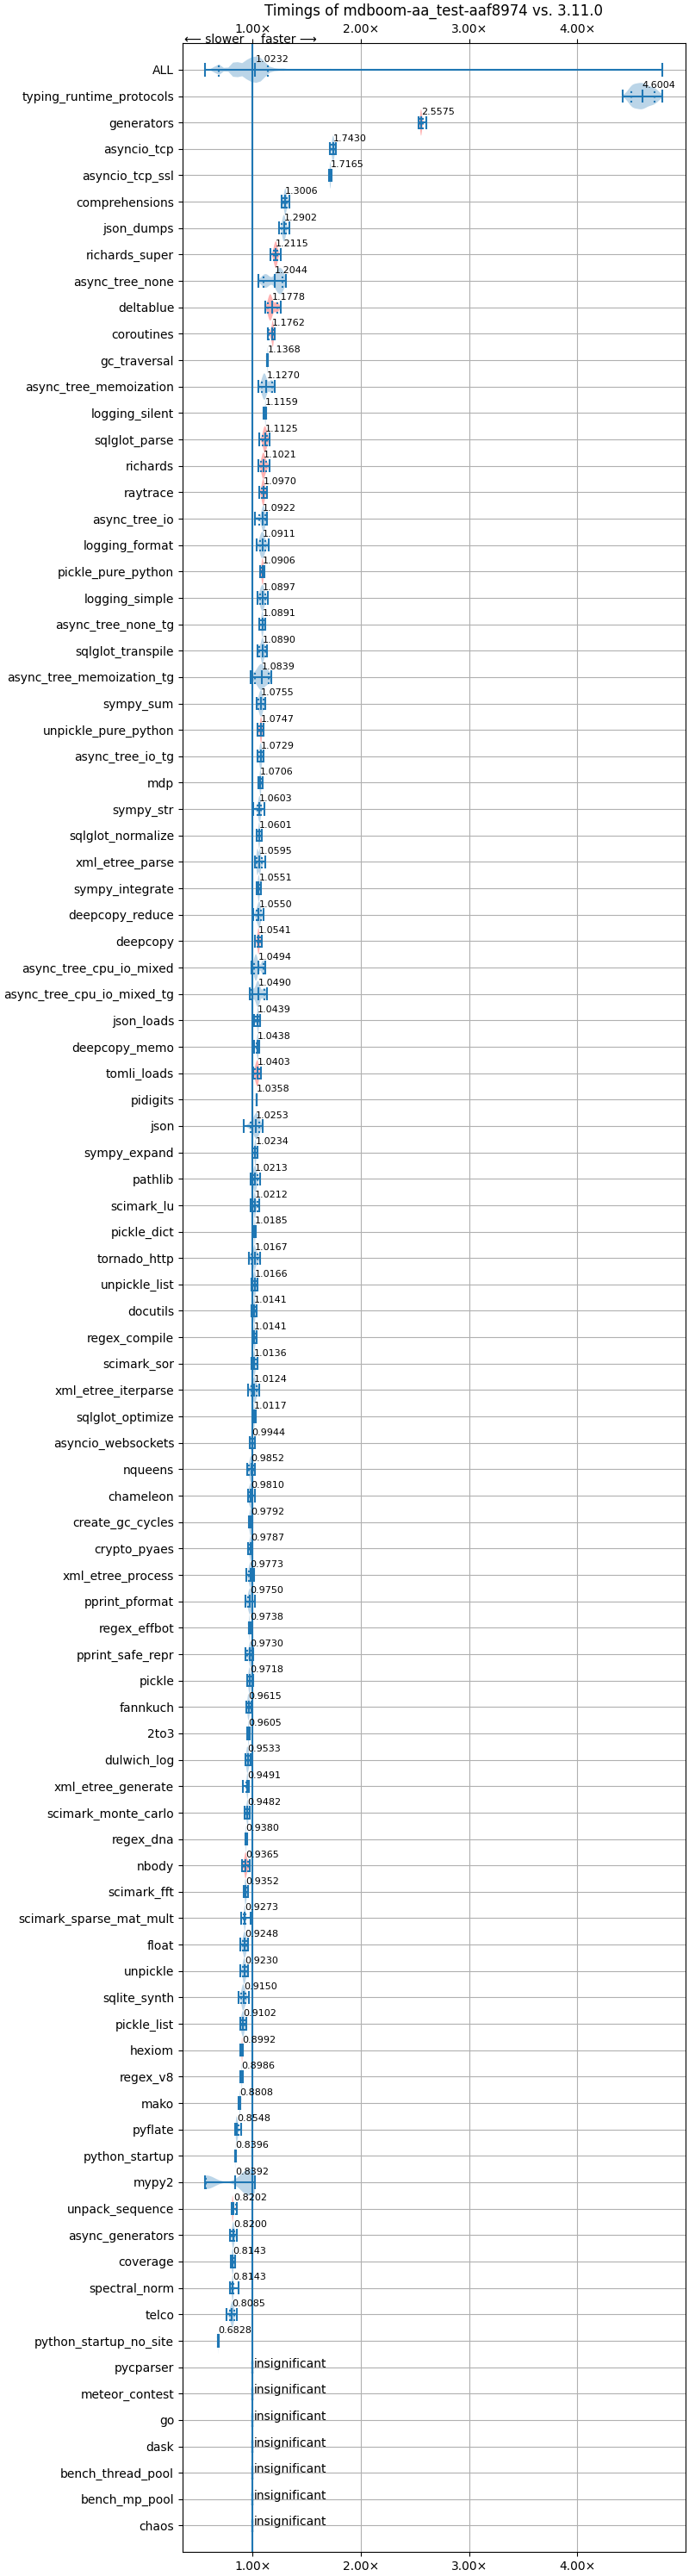 Timings of mdboom-aa_test-aaf8974 vs. 3.11.0
1.00× 2.00× 3.00× 4.00×
⟵ slower faster ⟶
ALL 1.0232
typing_runtime_protocols 4.6004
generators 2.5575
asyncio_tcp 1.7430
asyncio_tcp_ssl 1.7165
comprehensions 1.3006
json_dumps 1.2902
richards_super 1.2115
async_tree_none 1.2044
deltablue 1.1778
coroutines 1.1762
gc_traversal 1.1368
async_tree_memoization 1.1270
logging_silent 1.1159
sqlglot_parse 1.1125
richards 1.1021
raytrace 1.0970
async_tree_io 1.0922
logging_format 1.0911
pickle_pure_python 1.0906
logging_simple 1.0897
async_tree_none_tg 1.0891
sqlglot_transpile 1.0890
async_tree_memoization_tg 1.0839
sympy_sum 1.0755
unpickle_pure_python 1.0747
async_tree_io_tg 1.0729
mdp 1.0706
sympy_str 1.0603
sqlglot_normalize 1.0601
xml_etree_parse 1.0595
sympy_integrate 1.0551
deepcopy_reduce 1.0550
deepcopy 1.0541
async_tree_cpu_io_mixed 1.0494
async_tree_cpu_io_mixed_tg 1.0490
json_loads 1.0439
deepcopy_memo 1.0438
tomli_loads 1.0403
pidigits 1.0358
json 1.0253
sympy_expand 1.0234
pathlib 1.0213
scimark_lu 1.0212
pickle_dict 1.0185
tornado_http 1.0167
unpickle_list 1.0166
docutils 1.0141
regex_compile 1.0141
scimark_sor 1.0136
xml_etree_iterparse 1.0124
sqlglot_optimize 1.0117
asyncio_websockets 0.9944
nqueens 0.9852
chameleon 0.9810
create_gc_cycles 0.9792
crypto_pyaes 0.9787
xml_etree_process 0.9773
pprint_pformat 0.9750
regex_effbot 0.9738
pprint_safe_repr 0.9730
pickle 0.9718
fannkuch 0.9615
2to3 0.9605
dulwich_log 0.9533
xml_etree_generate 0.9491
scimark_monte_carlo 0.9482
regex_dna 0.9380
nbody 0.9365
scimark_fft 0.9352
scimark_sparse_mat_mult 0.9273
float 0.9248
unpickle 0.9230
sqlite_synth 0.9150
pickle_list 0.9102
hexiom 0.8992
regex_v8 0.8986
mako 0.8808
pyflate 0.8548
python_startup 0.8396
mypy2 0.8392
unpack_sequence 0.8202
async_generators 0.8200
coverage 0.8143
spectral_norm 0.8143
telco 0.8085
python_startup_no_site 0.6828
pycparser insignificant
meteor_contest insignificant
go insignificant
dask insignificant
bench_thread_pool insignificant
bench_mp_pool insignificant
chaos insignificant
1.00× 2.00× 3.00× 4.00×